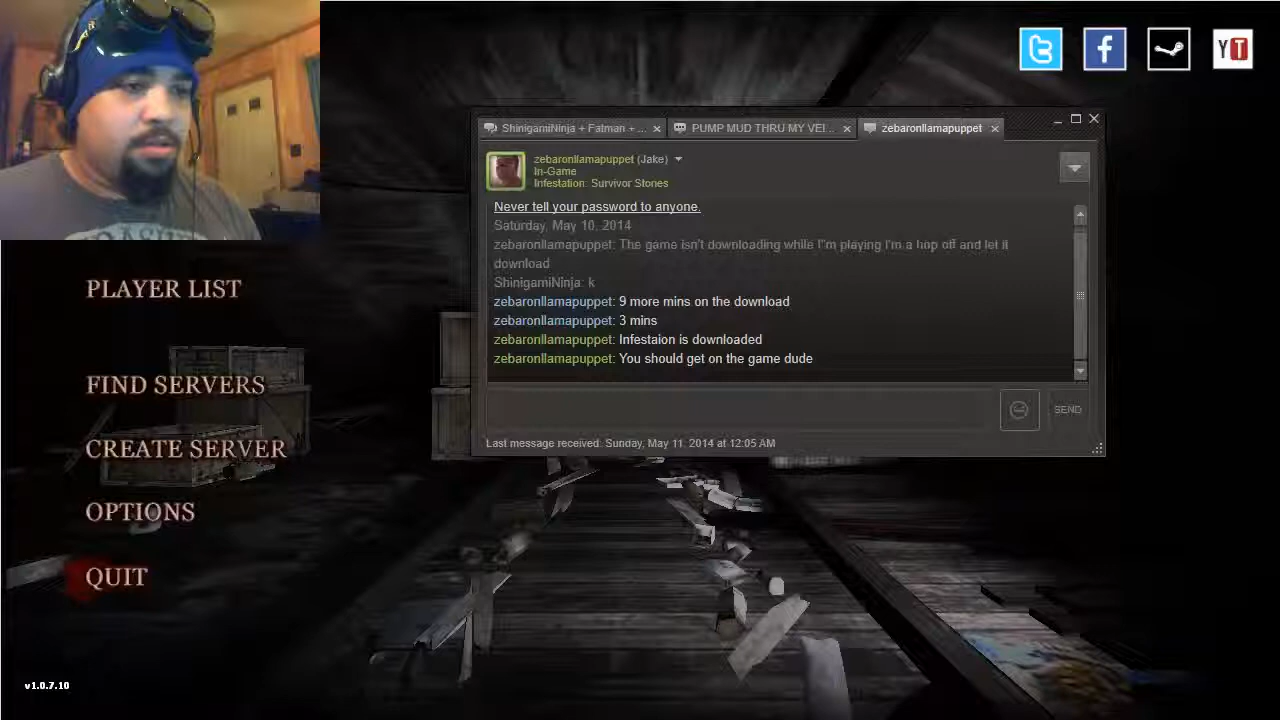 YT
ShinigamiNinja + Fatman + ...
PUMP MUD THRU MY VEI...
zebaronllamapuppet
zebaronllamapuppet (Jake)
In-Game
Infestation: Survivor Stories
Never tell your password to anyone.
Saturday, May 10, 2014
zebaronllamapuppet: The game isn't downloading while I"m playing I'm a hop off and let it
download
ShinigamiNinja: k
zebaronllamapuppet: 9 more mins on the download
zebaronllamapuppet: 3 mins
zebaronllamapuppet: Infestaion is downloaded
zebaronllamapuppet: You should get on the game dude
SEND
Last message received: Sunday, May 11, 2014 at 12:05 AM
PLAYER LIST
FIND SERVERS
CREATE SERVER
OPTIONS
QUIT
v1.0.7.10